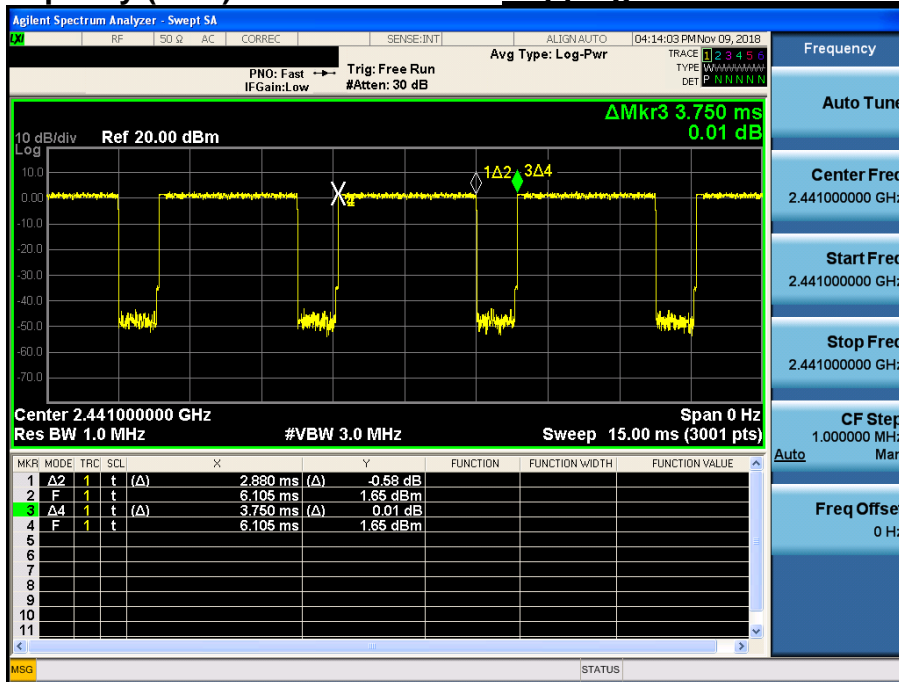 Agilent Spectrum Analyzer - Swept SA
LXI RF 50 Ω AC CORREC SENSE:INT ALIGN AUTO 04:14:03 PM Nov 09, 2018
Avg Type: Log-Pwr TRACE 1 2 3 4 5 6
PNO: Fast Trig: Free Run TYPE WWWWWW
IFGain:Low #Atten: 30 dB DET P N N N N N
ΔMkr3 3.750 ms
0.01 dB
10 dB/div Ref 20.00 dBm
Log
1Δ2 3Δ4
10.0
0.00
-10.0
-20.0
-30.0
-40.0
-50.0
-60.0
-70.0
Center 2.441000000 GHz Span 0 Hz
Res BW 1.0 MHz #VBW 3.0 MHz Sweep 15.00 ms (3001 pts)
MKR MODE TRC SCL X Y FUNCTION FUNCTION WIDTH FUNCTION VALUE
1 Δ2 1 t (Δ) 2.880 ms (Δ) -0.58 dB
2 F 1 t 6.105 ms 1.65 dBm
3 Δ4 1 t (Δ) 3.750 ms (Δ) 0.01 dB
4 F 1 t 6.105 ms 1.65 dBm
5
6
7
8
9
10
11
MSG STATUS
Frequency
Auto Tune
Center Freq
2.441000000 GHz
Start Freq
2.441000000 GHz
Stop Freq
2.441000000 GHz
CF Step
1.000000 MHz
Auto Man
Freq Offset
0 Hz